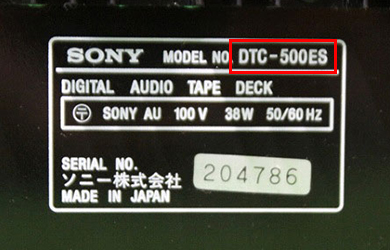 SONY MODEL NO. DTC-500ES
DIGITAL AUDIO TAPE DECK
〒 SONY AU 100V 38W 50/60Hz
SERIAL NO. 204786
ソニー株式会社
MADE IN JAPAN